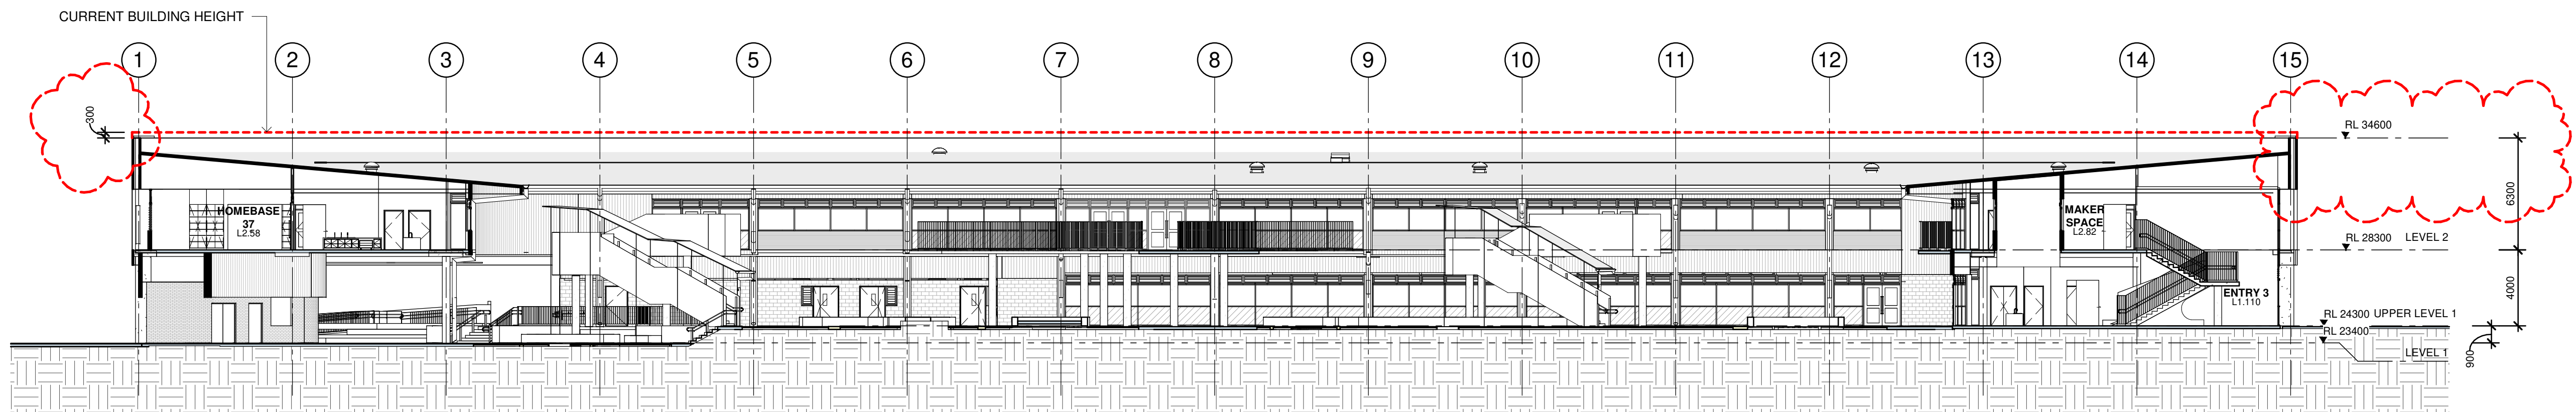 CURRENT BUILDING HEIGHT
1 2 3 4 5 6 7 8 9 10 11 12 13 14 15
300
RL 34600
6300
HOMEBASE
37
L2.58
MAKER
SPACE
L2.82
RL 28300 LEVEL 2
4000
ENTRY 3
L1.110
RL 24300 UPPER LEVEL 1
RL 23400
LEVEL 1
900